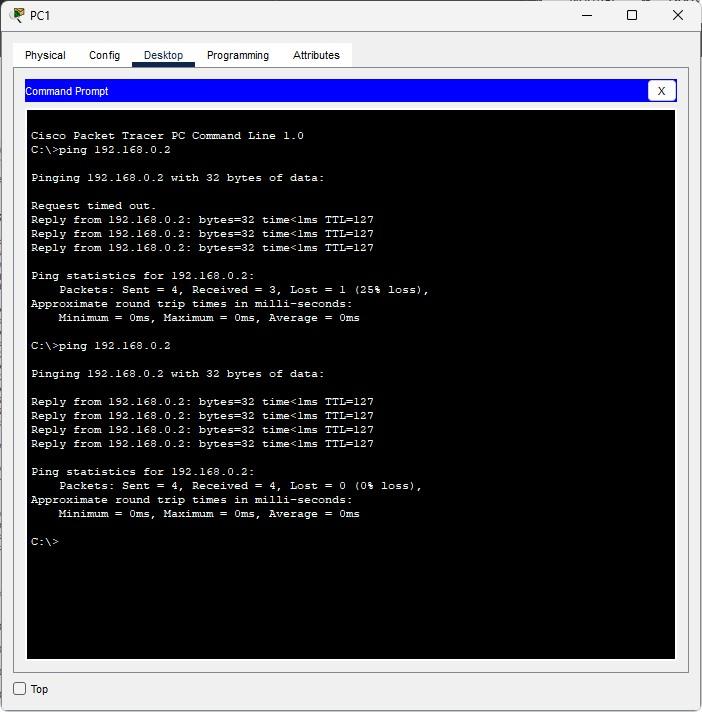 PC1
Physical Config Desktop Programming Attributes
Command Prompt X
Cisco Packet Tracer PC Command Line 1.0
C:\>ping 192.168.0.2
Pinging 192.168.0.2 with 32 bytes of data:
Request timed out.
Reply from 192.168.0.2: bytes=32 time<1ms TTL=127
Reply from 192.168.0.2: bytes=32 time<1ms TTL=127
Reply from 192.168.0.2: bytes=32 time<1ms TTL=127
Ping statistics for 192.168.0.2:
Packets: Sent = 4, Received = 3, Lost = 1 (25% loss),
Approximate round trip times in milli-seconds:
Minimum = 0ms, Maximum = 0ms, Average = 0ms
C:\>ping 192.168.0.2
Pinging 192.168.0.2 with 32 bytes of data:
Reply from 192.168.0.2: bytes=32 time<1ms TTL=127
Reply from 192.168.0.2: bytes=32 time<1ms TTL=127
Reply from 192.168.0.2: bytes=32 time<1ms TTL=127
Reply from 192.168.0.2: bytes=32 time<1ms TTL=127
Ping statistics for 192.168.0.2:
Packets: Sent = 4, Received = 4, Lost = 0 (0% loss),
Approximate round trip times in milli-seconds:
Minimum = 0ms, Maximum = 0ms, Average = 0ms
C:\>
Top